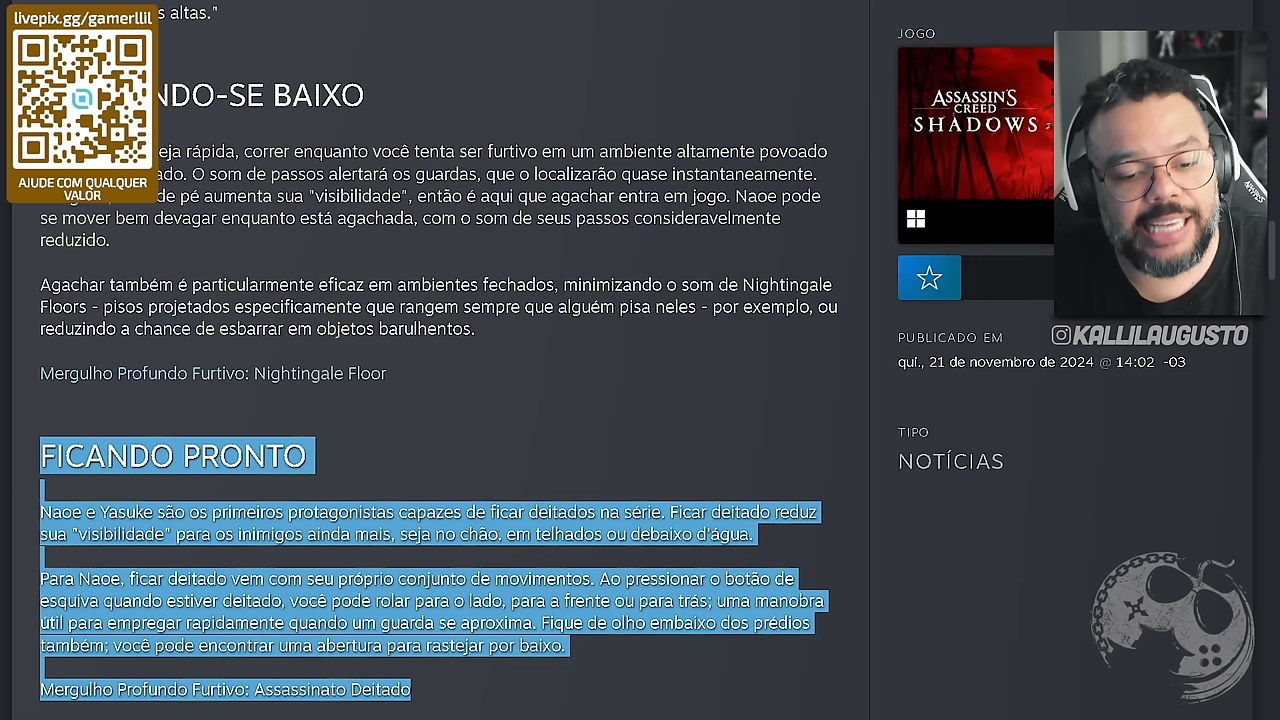 livepix.gg/gamerllil
s altas."
AJUDE COM QUALQUER
VALOR
NDO-SE BAIXO
eja rápida, correr enquanto você tenta ser furtivo em um ambiente altamente povoado
ado. O som de passos alertará os guardas, que o localizarão quase instantaneamente.
de pé aumenta sua "visibilidade", então é aqui que agachar entra em jogo. Naoe pode
se mover bem devagar enquanto está agachada, com o som de seus passos consideravelmente
reduzido.
Agachar também é particularmente eficaz em ambientes fechados, minimizando o som de Nightingale
Floors - pisos projetados especificamente que rangem sempre que alguém pisa neles - por exemplo, ou
reduzindo a chance de esbarrar em objetos barulhentos.
Mergulho Profundo Furtivo: Nightingale Floor
FICANDO PRONTO
Naoe e Yasuke são os primeiros protagonistas capazes de ficar deitados na série. Ficar deitado reduz
sua "visibilidade" para os inimigos ainda mais, seja no chão, em telhados ou debaixo d'água.
Para Naoe, ficar deitado vem com seu próprio conjunto de movimentos. Ao pressionar o botão de
esquiva quando estiver deitado, você pode rolar para o lado, para a frente ou para trás; uma manobra
útil para empregar rapidamente quando um guarda se aproxima. Fique de olho embaixo dos prédios
também; você pode encontrar uma abertura para rastejar por baixo.
Mergulho Profundo Furtivo: Assassinato Deitado
JOGO
ASSASSIN'S
CREED
SHADOWS
KALLILAUGUSTO
PUBLICADO EM
qui., 21 de novembro de 2024 @ 14:02 -03
TIPO
NOTÍCIAS